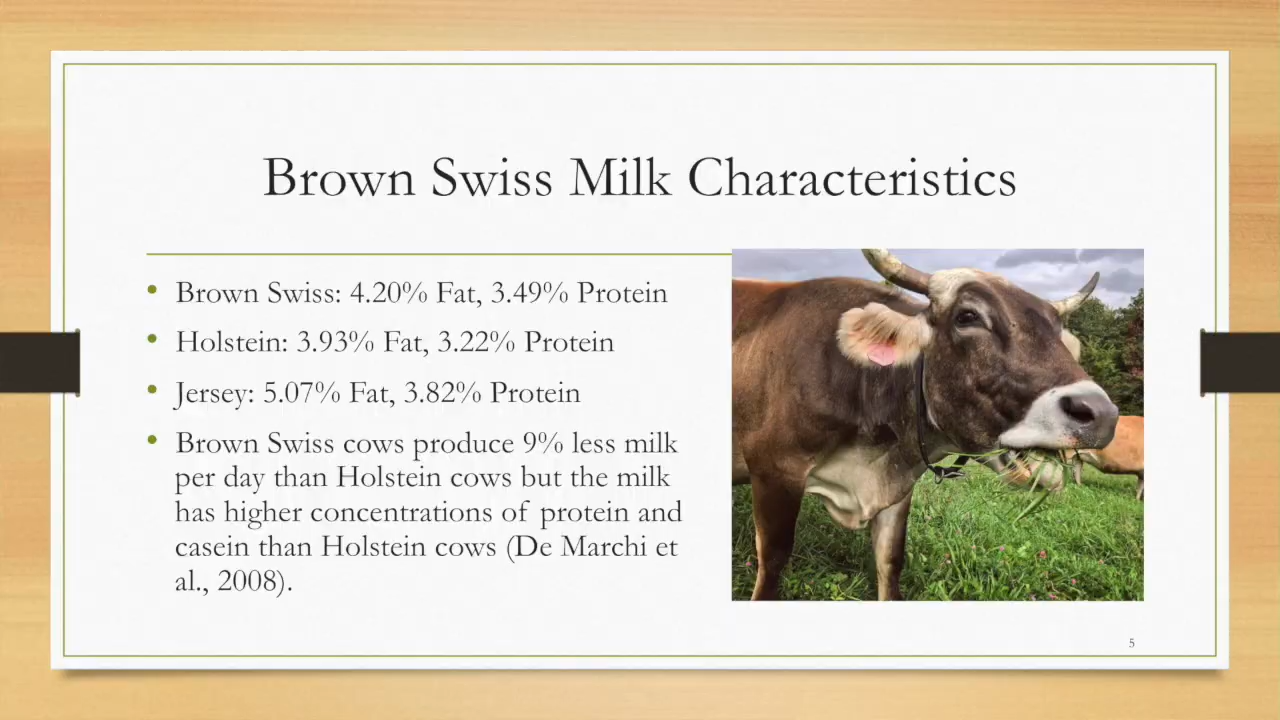 Brown Swiss Milk Characteristics
• Brown Swiss: 4.20% Fat, 3.49% Protein
• Holstein: 3.93% Fat, 3.22% Protein
• Jersey: 5.07% Fat, 3.82% Protein
• Brown Swiss cows produce 9% less milk
per day than Holstein cows but the milk
has higher concentrations of protein and
casein than Holstein cows (De Marchi et
al., 2008).
5